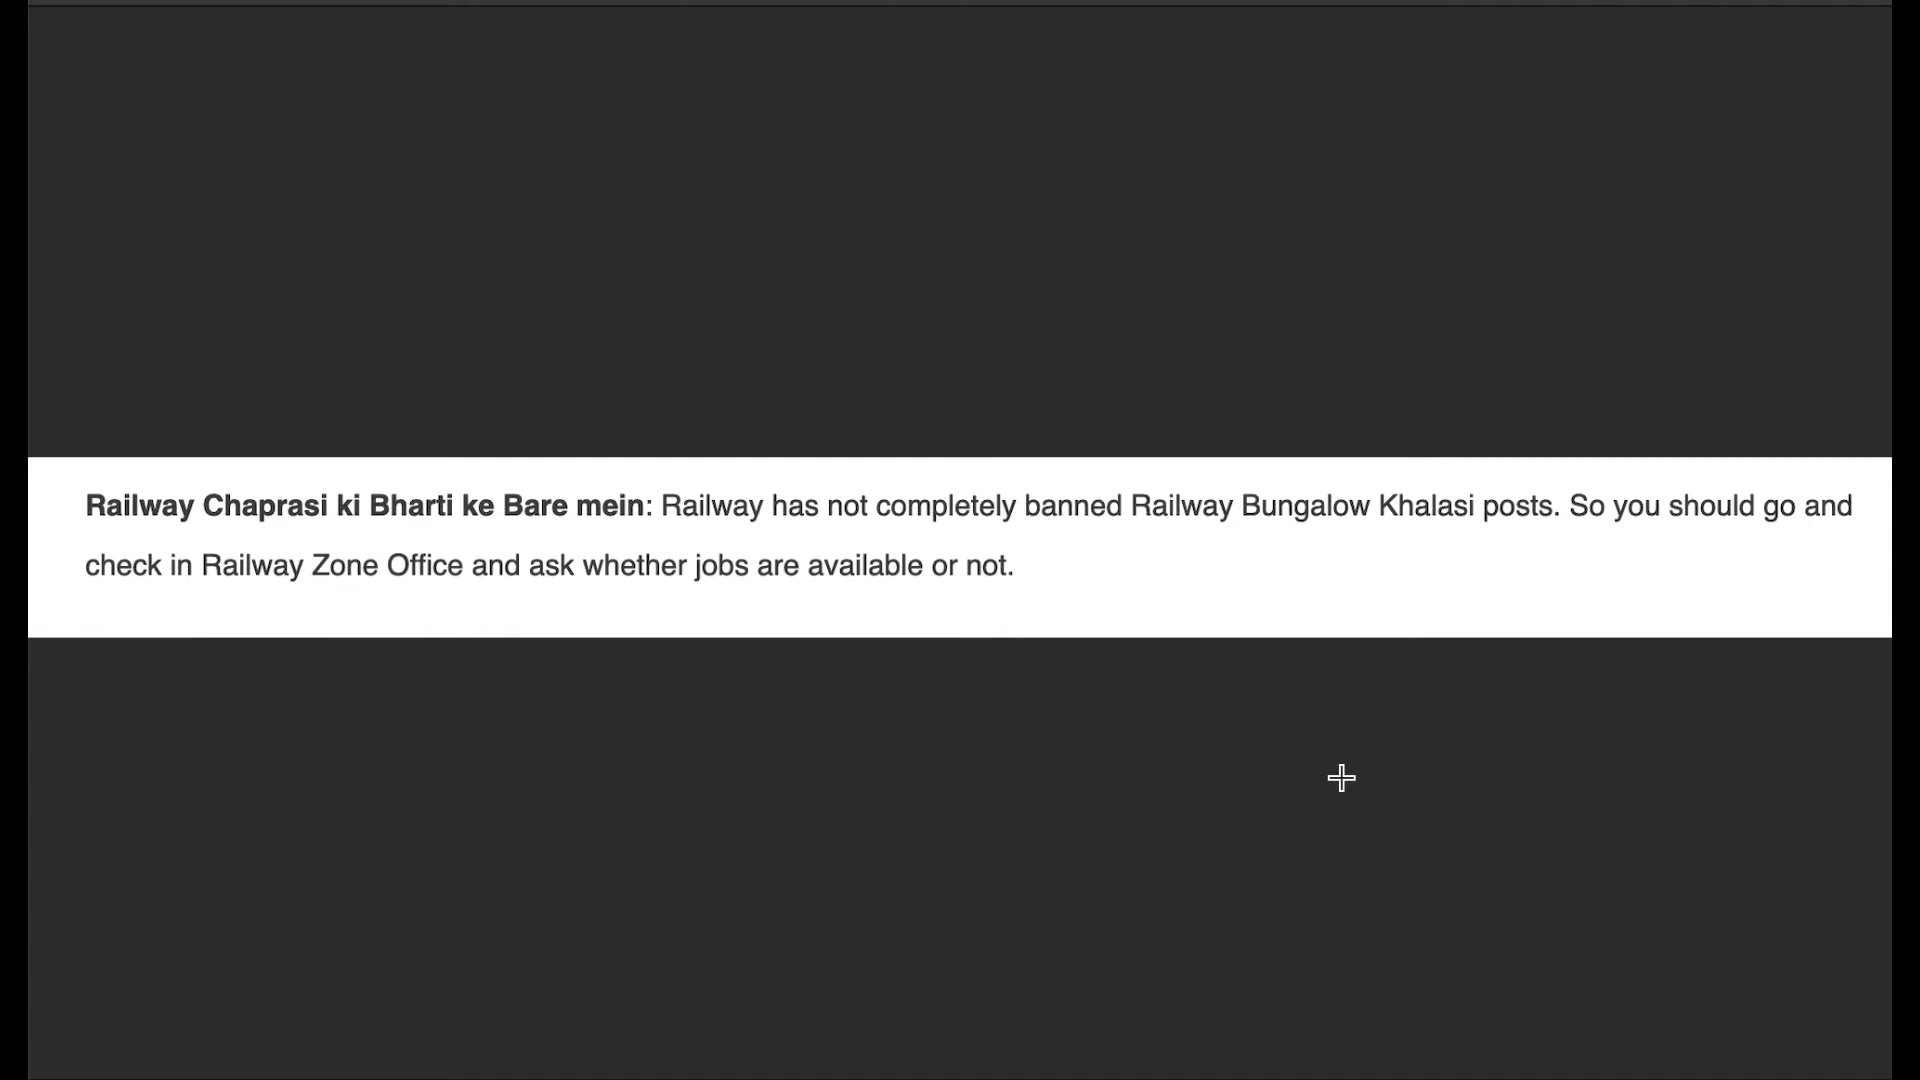 Railway Chaprasi ki Bharti ke Bare mein: Railway has not completely banned Railway Bungalow Khalasi posts. So you should go and
check in Railway Zone Office and ask whether jobs are available or not.